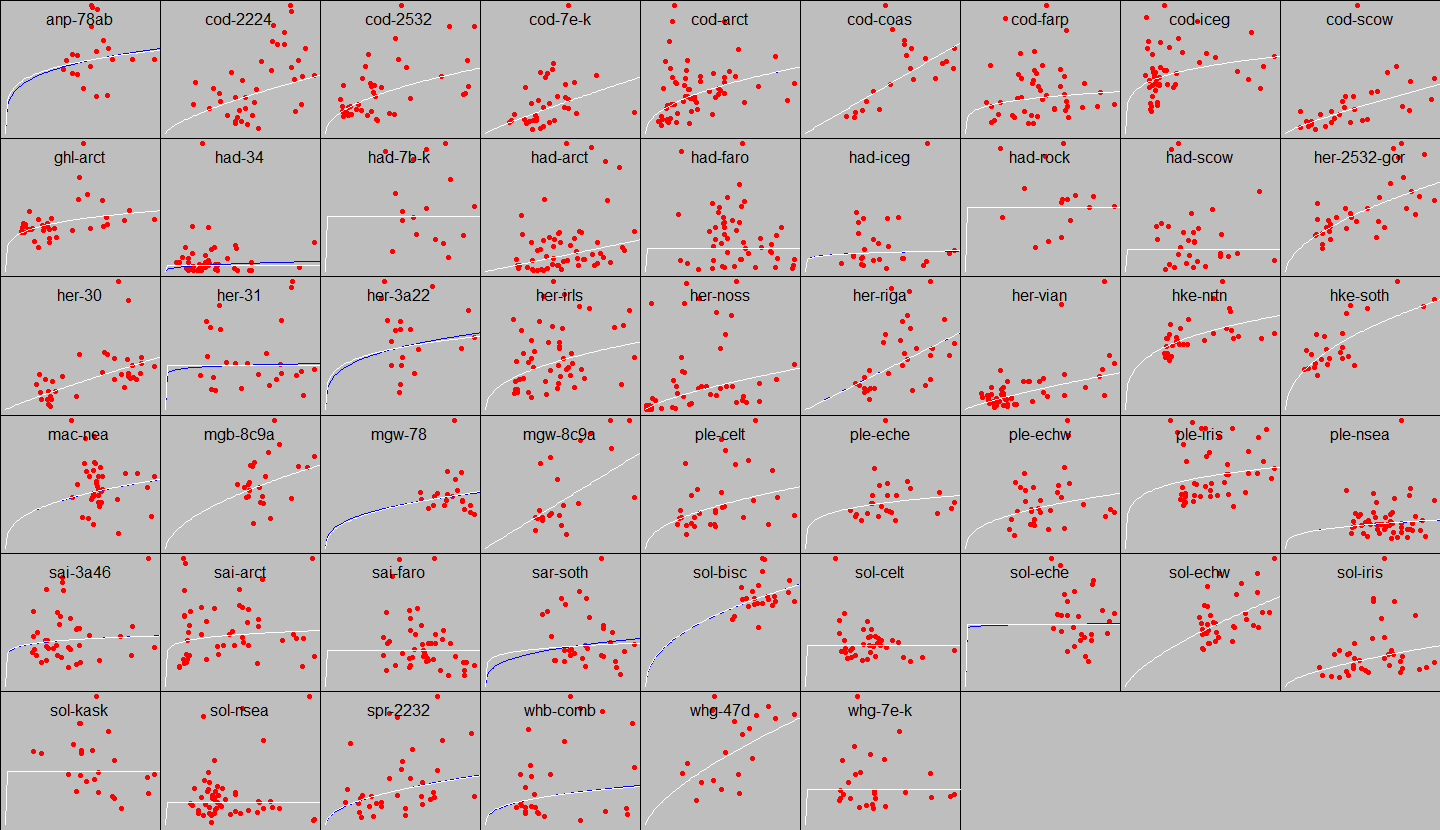 anp-78ab cod-2224 cod-2532 cod-7e-k cod-arct cod-coas cod-farp cod-iceg cod-scow
ghl-arct had-34 had-7b-k had-arct had-faro had-iceg had-rock had-scow her-2532-gor
her-30 her-31 her-3a22 her-irls her-noss her-riga her-vian hke-nrtn hke-soth
mac-nea mgb-8c9a mgw-78 mgw-8c9a ple-celt ple-eche ple-echw ple-iris ple-nsea
sai-3a46 sai-arct sai-faro sar-soth sol-bisc sol-celt sol-eche sol-echw sol-iris
sol-kask sol-nsea spr-2232 whb-comb whg-47d whg-7e-k